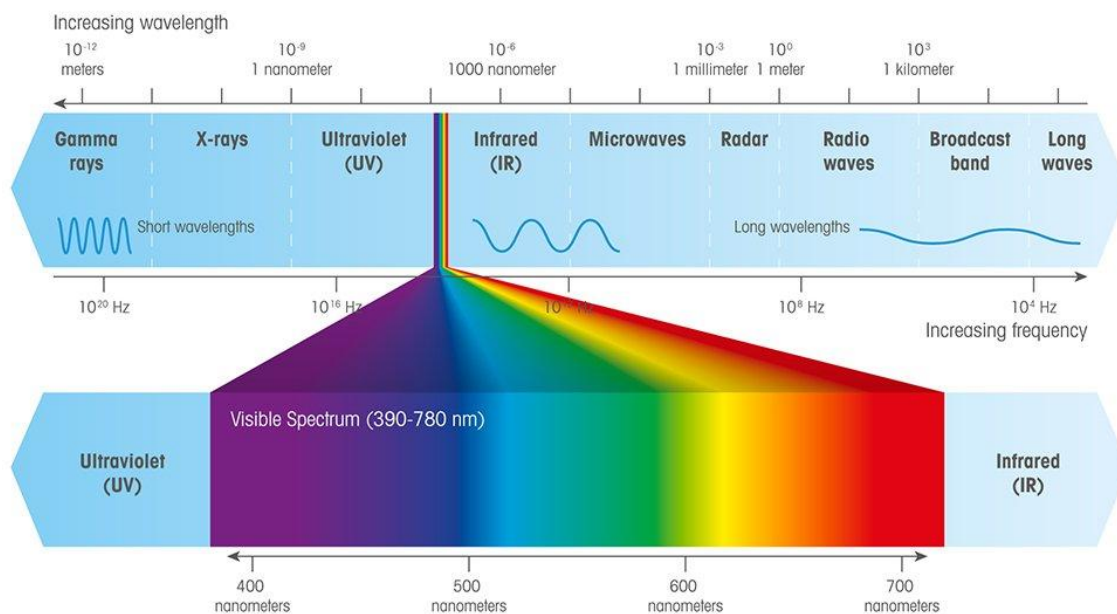 Increasing wavelength
10⁻¹² 10⁻⁹ 10⁻⁶ 10⁻³ 10⁰ 10³
meters 1 nanometer 1000 nanometer 1 millimeter 1 meter 1 kilometer
Gamma X-rays Ultraviolet Infrared Microwaves Radar Radio Broadcast Long
rays (UV) (IR) waves band waves
Short wavelengths Long wavelengths
10²⁰ Hz 10¹⁶ Hz Hz 10⁸ Hz 10⁴ Hz
Increasing frequency
Visible Spectrum (390-780 nm)
Ultraviolet Infrared
(UV) (IR)
400 500 600 700
nanometers nanometers nanometers nanometers